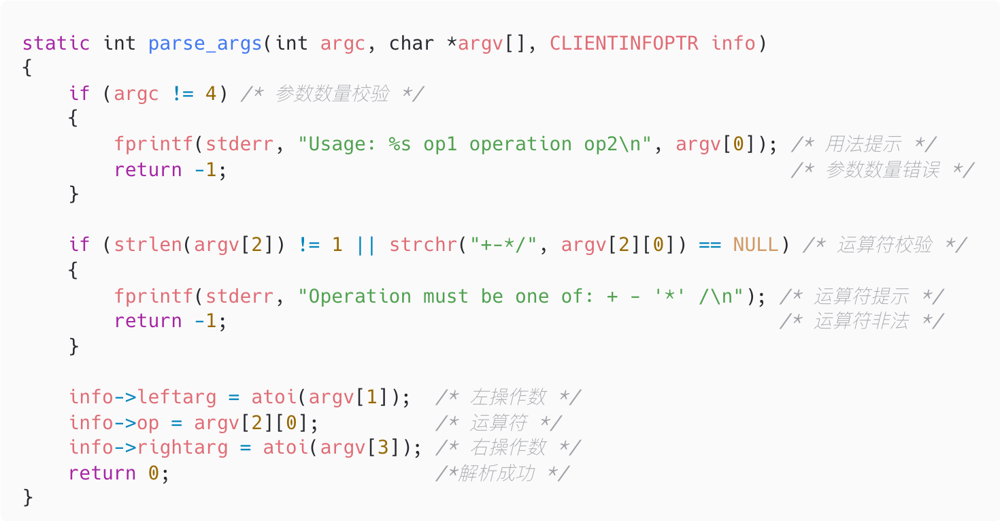 static int parse_args(int argc, char *argv[], CLIENTINFOPTR info)
{
    if (argc != 4) /* 参数数量校验 */
    {
        fprintf(stderr, "Usage: %s op1 operation op2\n", argv[0]); /* 用法提示 */
        return -1;                                                 /* 参数数量错误 */
    }

    if (strlen(argv[2]) != 1 || strchr("+-*/", argv[2][0]) == NULL) /* 运算符校验 */
    {
        fprintf(stderr, "Operation must be one of: + - '*' /\n"); /* 运算符提示 */
        return -1;                                                /* 运算符非法 */
    }

    info->leftarg = atoi(argv[1]);  /* 左操作数 */
    info->op = argv[2][0];          /* 运算符 */
    info->rightarg = atoi(argv[3]); /* 右操作数 */
    return 0;                       /*解析成功 */
}